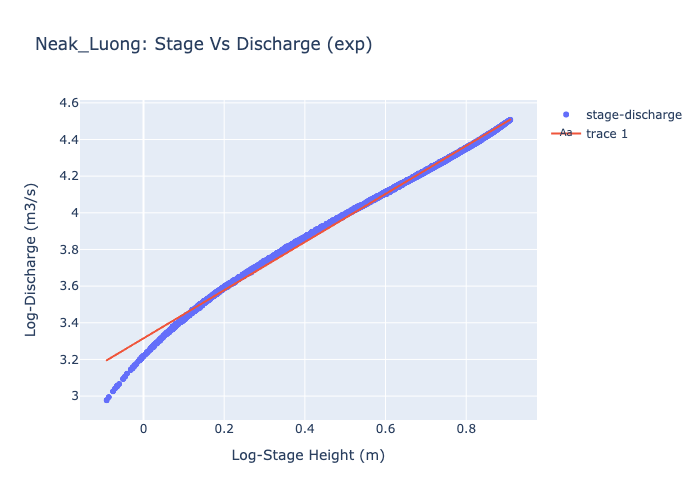 Neak_Luong: Stage Vs Discharge (exp)
4.6
4.4
4.2
4
3.8
3.6
3.4
3.2
3
0
0.2
0.4
0.6
0.8
Log-Discharge (m3/s)
Log-Stage Height (m)
stage-discharge
Aa
trace 1